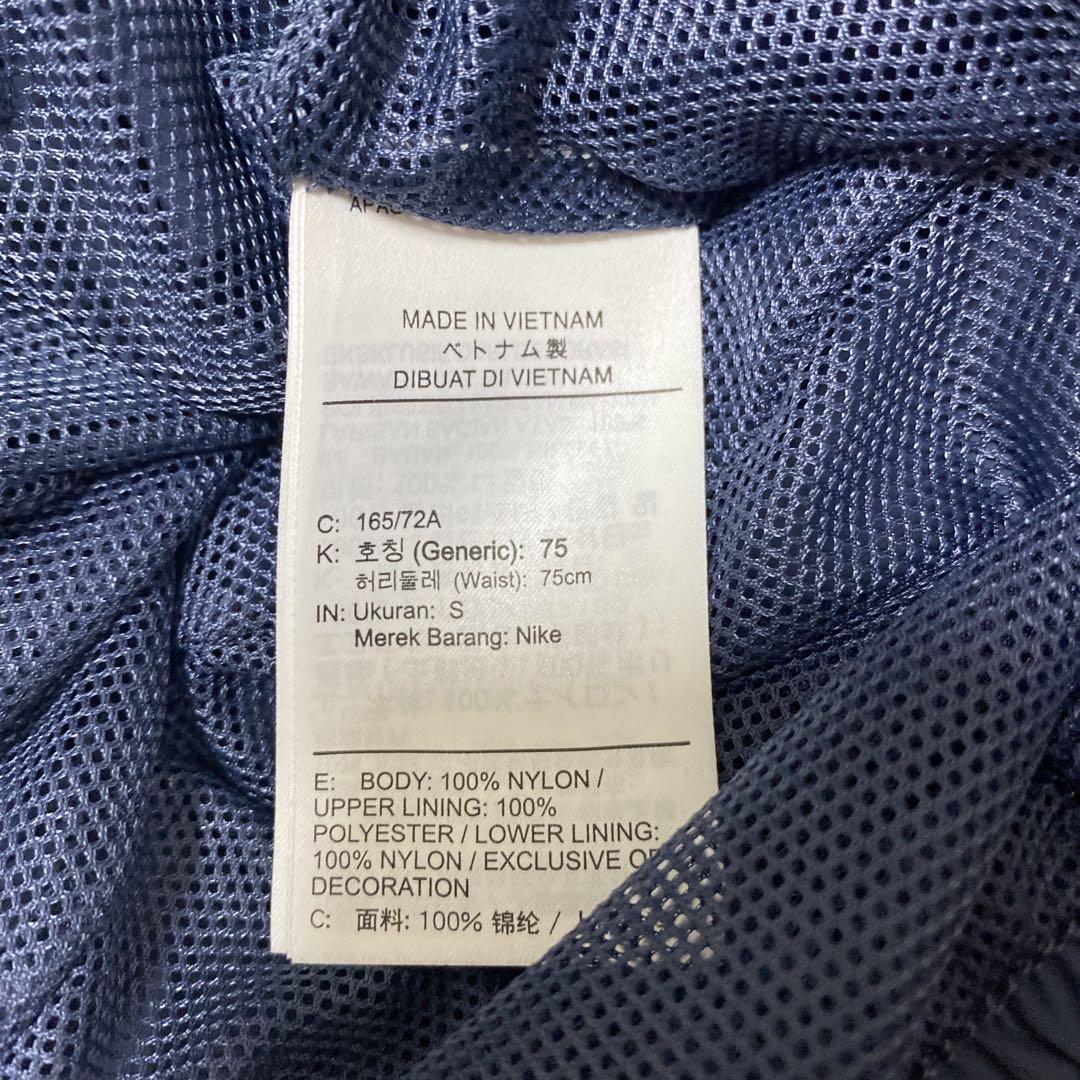 MADE IN VIETNAM
ベトナム製
DIBUAT DI VIETNAM
C: 165/72A
K: 호칭 (Generic): 75
허리둘레 (Waist): 75cm
IN: Ukuran: S
Merek Barang: Nike
E: BODY: 100% NYLON /
UPPER LINING: 100%
POLYESTER / LOWER LINING:
100% NYLON / EXCLUSIVE OF
DECORATION
C: 面料: 100% 锦纶 /